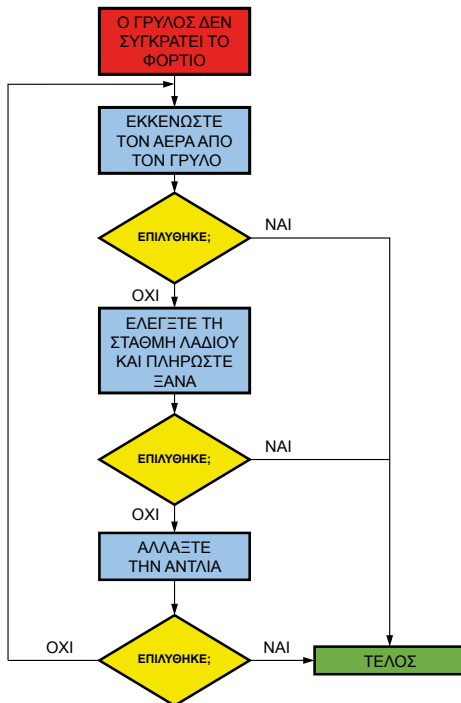 Ο ΓΡΥΛΟΣ ΔΕΝ
ΣΥΓΚΡΑΤΕΙ ΤΟ
ΦΟΡΤΙΟ
ΕΚΚΕΝΩΣΤΕ
ΤΟΝ ΑΕΡΑ ΑΠΟ
ΤΟΝ ΓΡΥΛΟ
ΕΠΙΛΥΘΗΚΕ;
ΝΑΙ
ΟΧΙ
ΕΛΕΓΞΤΕ ΤΗ
ΣΤΑΘΜΗ ΛΑΔΙΟΥ
ΚΑΙ ΠΛΗΡΩΣΤΕ
ΞΑΝΑ
ΕΠΙΛΥΘΗΚΕ;
ΝΑΙ
ΟΧΙ
ΑΛΛΑΞΤΕ
ΤΗΝ ΑΝΤΛΙΑ
ΟΧΙ
ΕΠΙΛΥΘΗΚΕ;
ΝΑΙ
ΤΕΛΟΣ